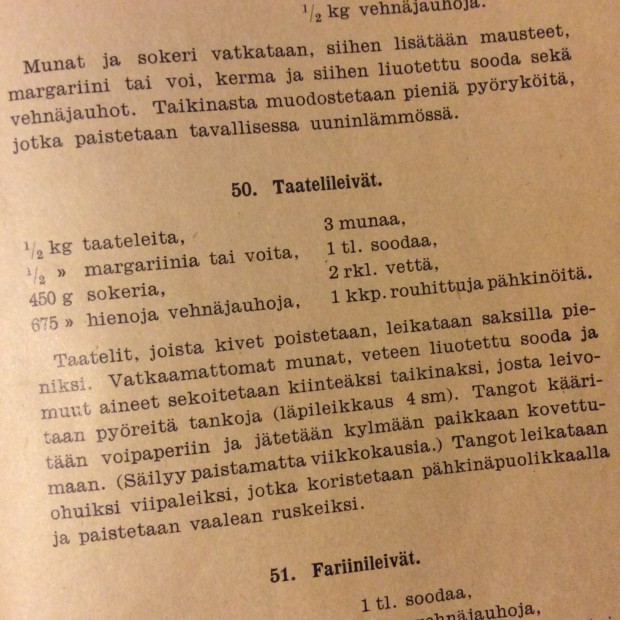 1/2 kg vehnäjauhoja.
Munat ja sokeri vatkataan, siihen lisätään mausteet,
margariini tai voi, kerma ja siihen liuotettu sooda sekä
vehnäjauhot. Taikinasta muodostetaan pieniä pyöryköitä,
jotka paistetaan tavallisessa uuninlämmössä.
50. Taatelileivät.
1/2 kg taateleita,
1/2 » margariinia tai voita,
450 g sokeria,
675 » hienoja vehnäjauhoja,
3 munaa,
1 tl. soodaa,
2 rkl. vettä,
1 kkp. rouhittuja pähkinöitä.
Taatelit, joista kivet poistetaan, leikataan saksilla pie-
niksi. Vatkaamattomat munat, veteen liuotettu sooda ja
muut aineet sekoitetaan kiinteäksi taikinaksi, josta leivo-
taan pyöreitä tankoja (läpileikkaus 4 sm). Tangot kääri-
tään voipaperiin ja jätetään kylmään paikkaan kovettu-
maan. (Säilyy paistamatta viikkokausia.) Tangot leikataan
ohuiksi viipaleiksi, jotka koristetaan pähkinäpuolikkaalla
ja paistetaan vaalean ruskeiksi.
51. Fariinileivät.
1 tl. soodaa,
vehnäjauhoja,